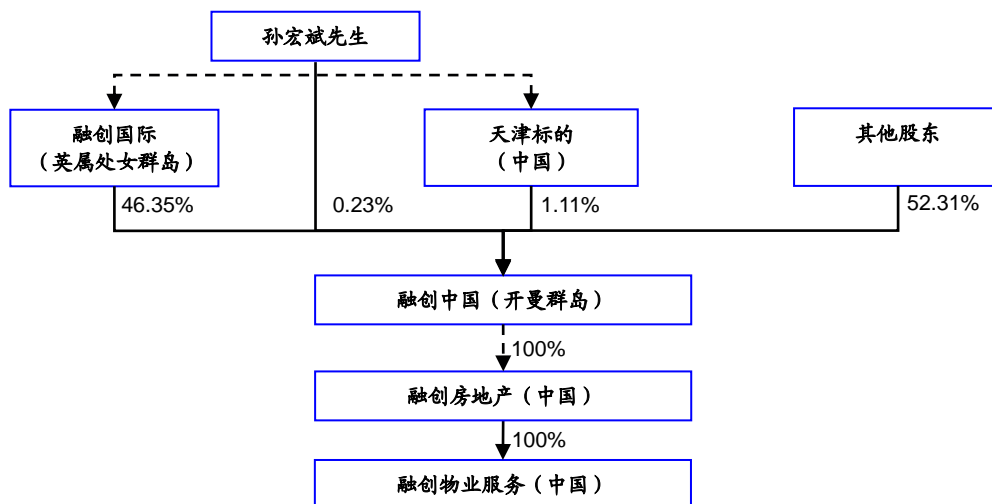 孙宏斌先生
融创国际
（英属处女群岛）
天津标的
（中国）
其他股东
46.35%
0.23%
1.11%
52.31%
融创中国（开曼群岛）
100%
融创房地产（中国）
100%
融创物业服务（中国）